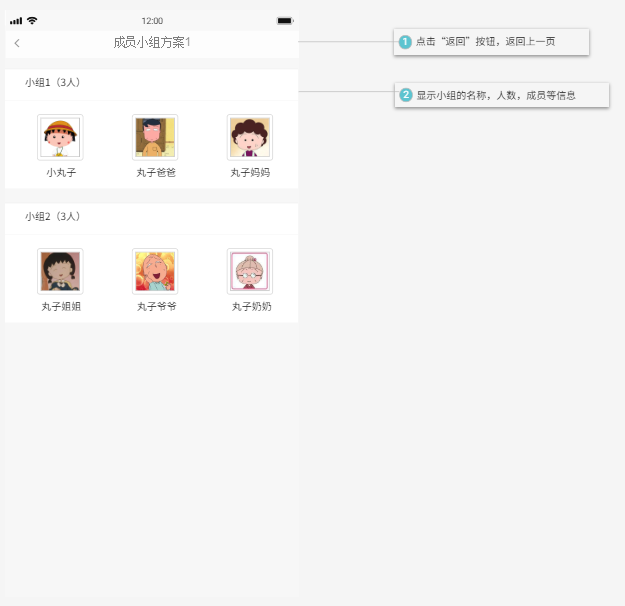 12:00
成员小组方案1
1 点击“返回”按钮，返回上一页
小组1（3人）
2 显示小组的名称，人数，成员等信息
小丸子 丸子爸爸 丸子妈妈
小组2（3人）
丸子姐姐 丸子爷爷 丸子奶奶